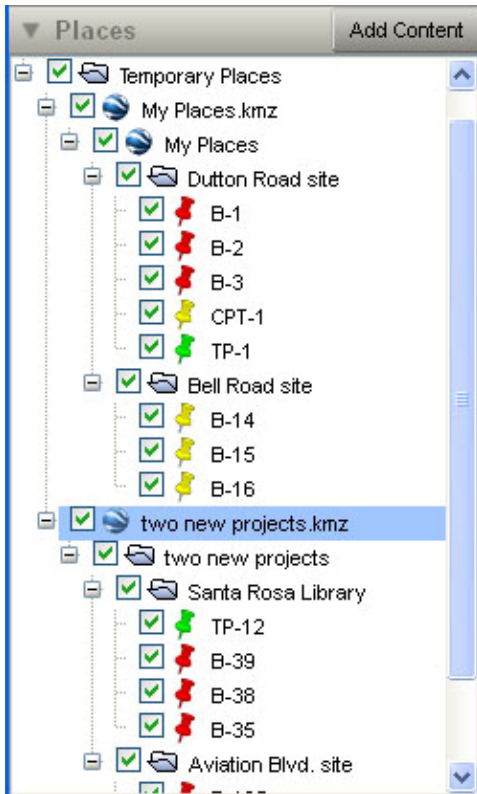 Places
Add Content
Temporary Places
My Places.kmz
My Places
Dutton Road site
B-1
B-2
B-3
CPT-1
TP-1
Bell Road site
B-14
B-15
B-16
two new projects.kmz
two new projects
Santa Rosa Library
TP-12
B-39
B-38
B-35
Aviation Blvd. site